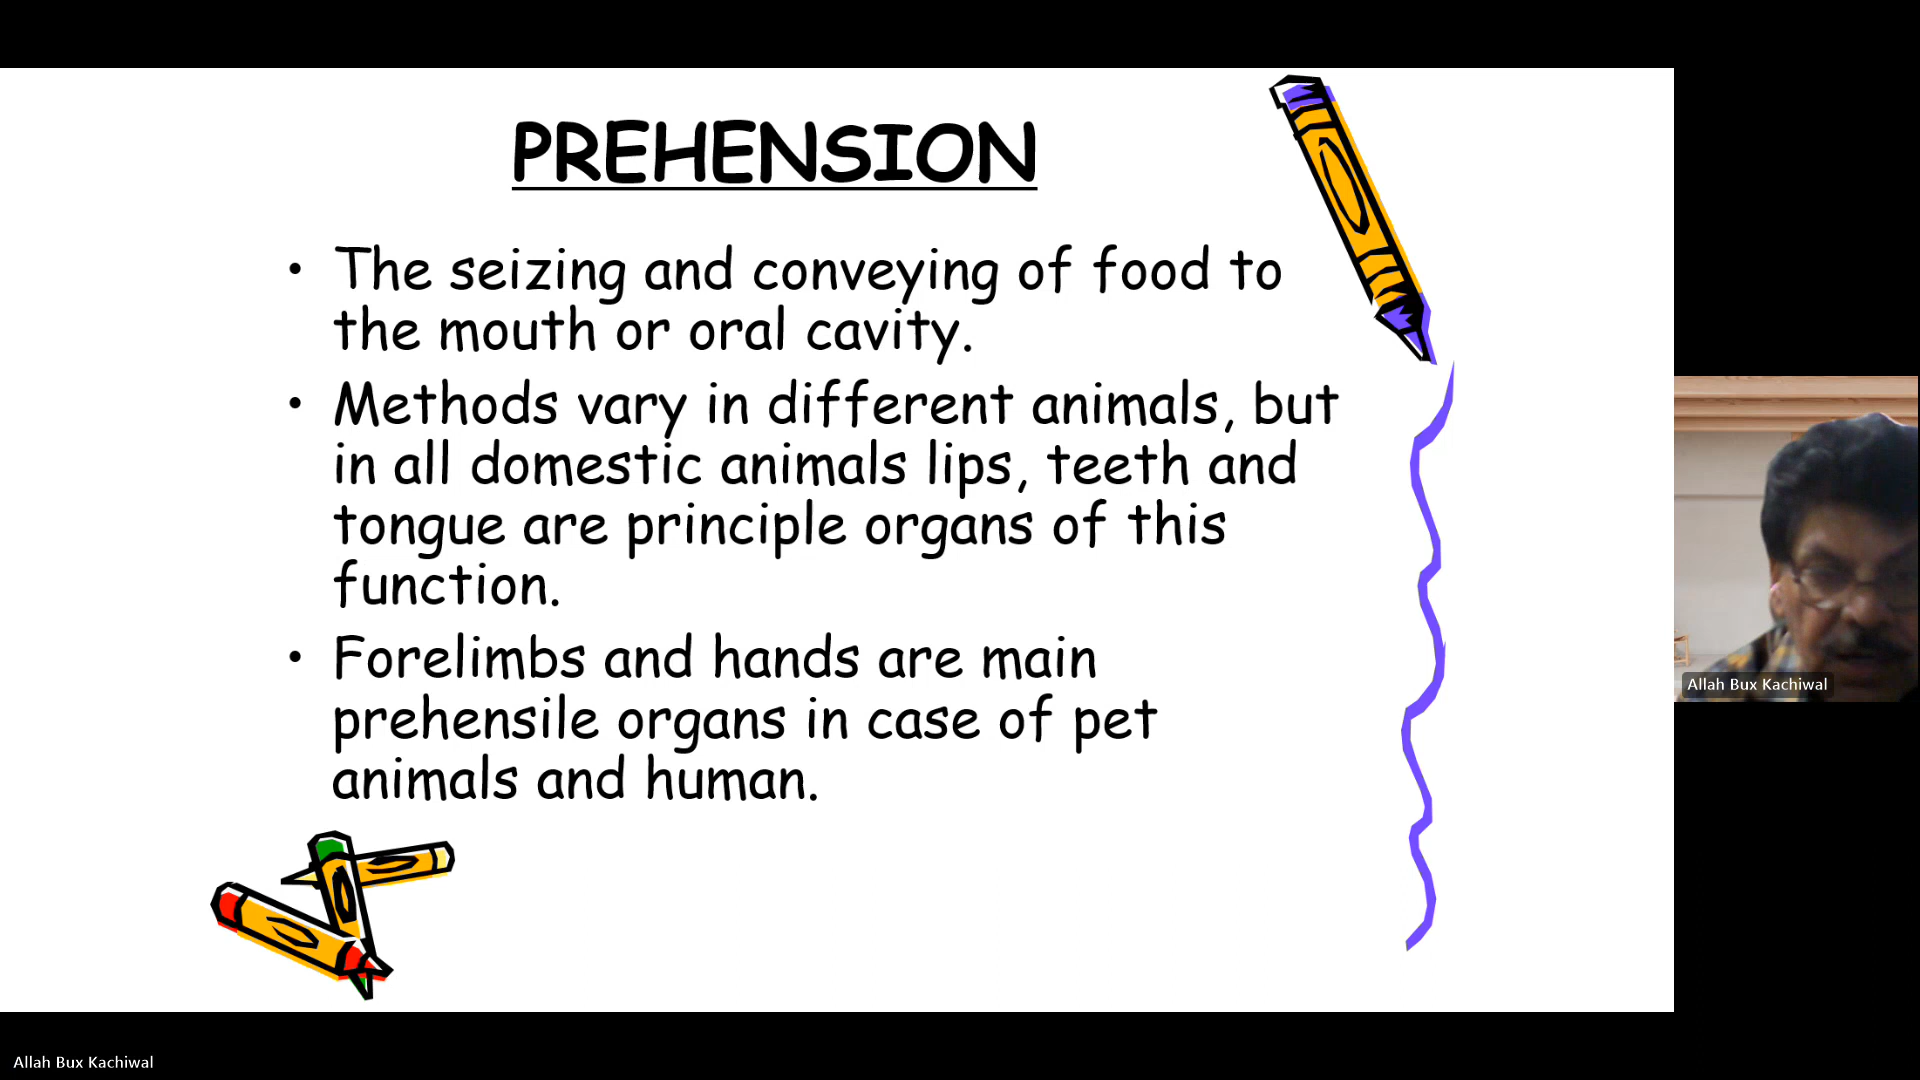 PREHENSION
• The seizing and conveying of food to
the mouth or oral cavity.
• Methods vary in different animals, but
in all domestic animals lips, teeth and
tongue are principle organs of this
function.
• Forelimbs and hands are main
prehensile organs in case of pet
animals and human.
Allah Bux Kachiwal
Allah Bux Kachiwal